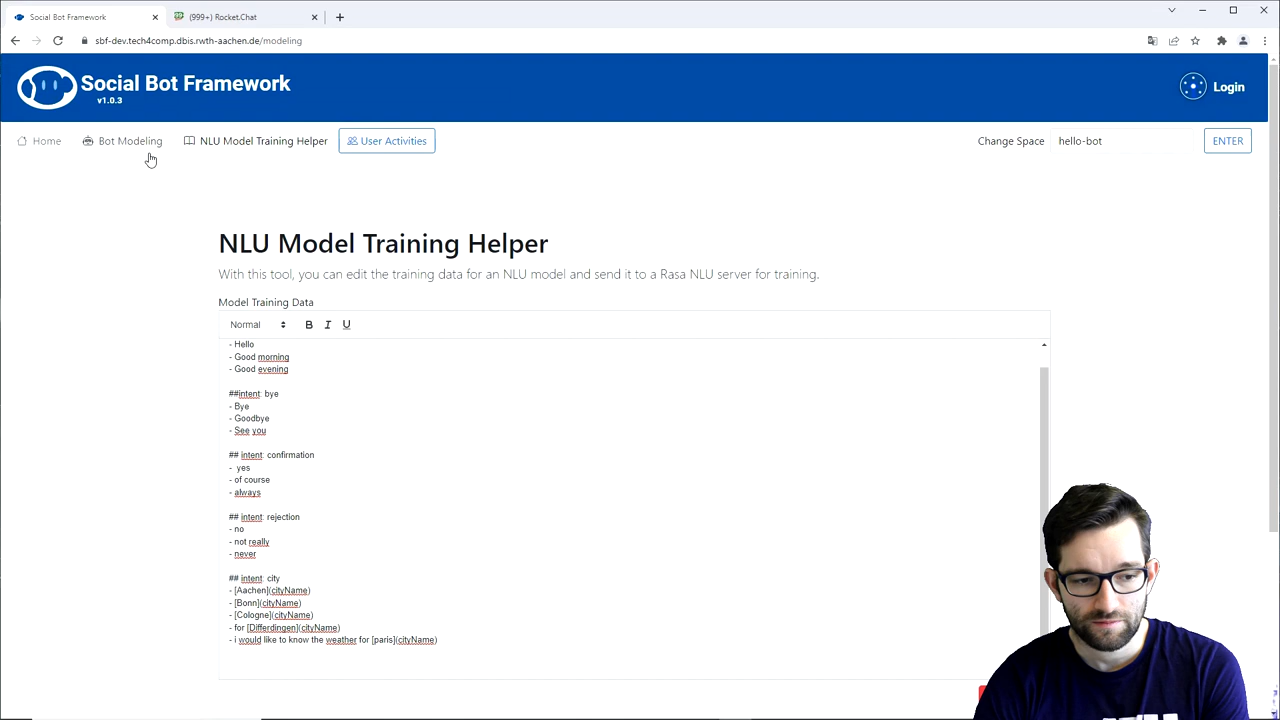 Social Bot Framework
(999+) Rocket.Chat
sbf-dev.tech4comp.dbis.rwth-aachen.de/modeling
Social Bot Framework
v1.0.3
Login
Home
Bot Modeling
NLU Model Training Helper
User Activities
Change Space
hello-bot
ENTER
NLU Model Training Helper
With this tool, you can edit the training data for an NLU model and send it to a Rasa NLU server for training.
Model Training Data
Normal
B
I
U
- Hello
- Good morning
- Good evening
##intent: bye
- Bye
- Goodbye
- See you
## intent: confirmation
-  yes
- of course
- always
## intent: rejection
- no
- not really
- never
## intent: city
- [Aachen](cityName)
- [Bonn](cityName)
- [Cologne](cityName)
- for [Differdingen](cityName)
- i would like to know the weather for [paris](cityName)